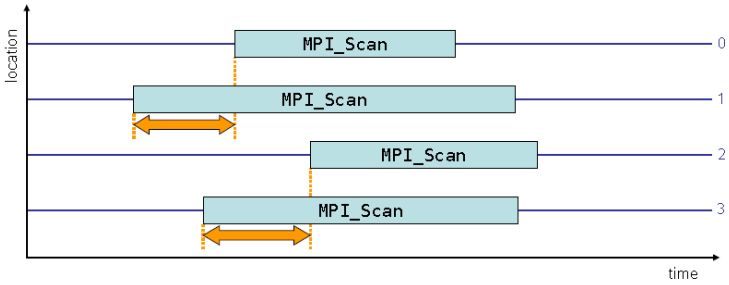 location
MPI_Scan 0
MPI_Scan 1
MPI_Scan 2
MPI_Scan 3
time